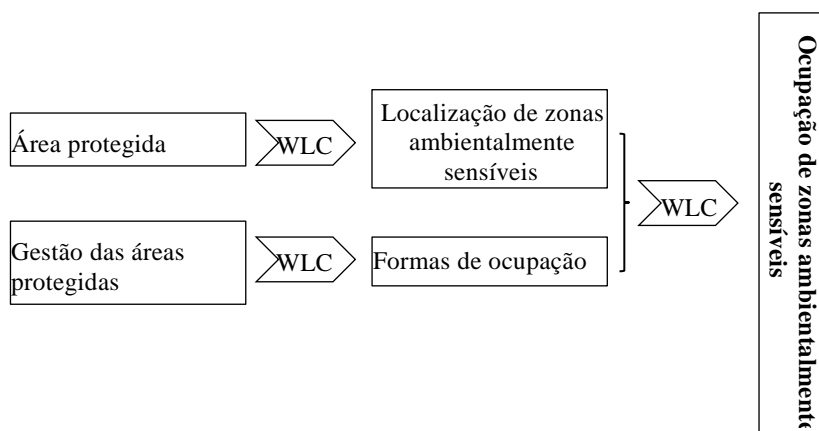 Área protegida
WLC
Localização de zonas
ambientalmente
sensíveis
Gestão das áreas
protegidas
WLC
Formas de ocupação
WLC
Ocupação de zonas ambientalmente
sensíveis